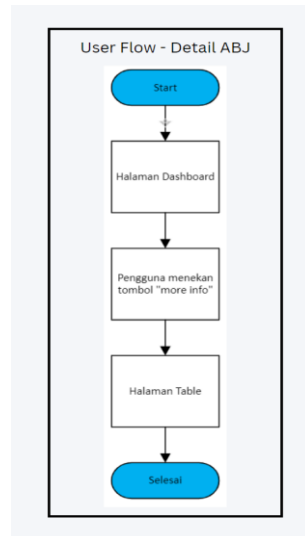 User Flow - Detail ABJ
Start
Halaman Dashboard
Pengguna menekan
tombol "more info"
Halaman Table
Selesai